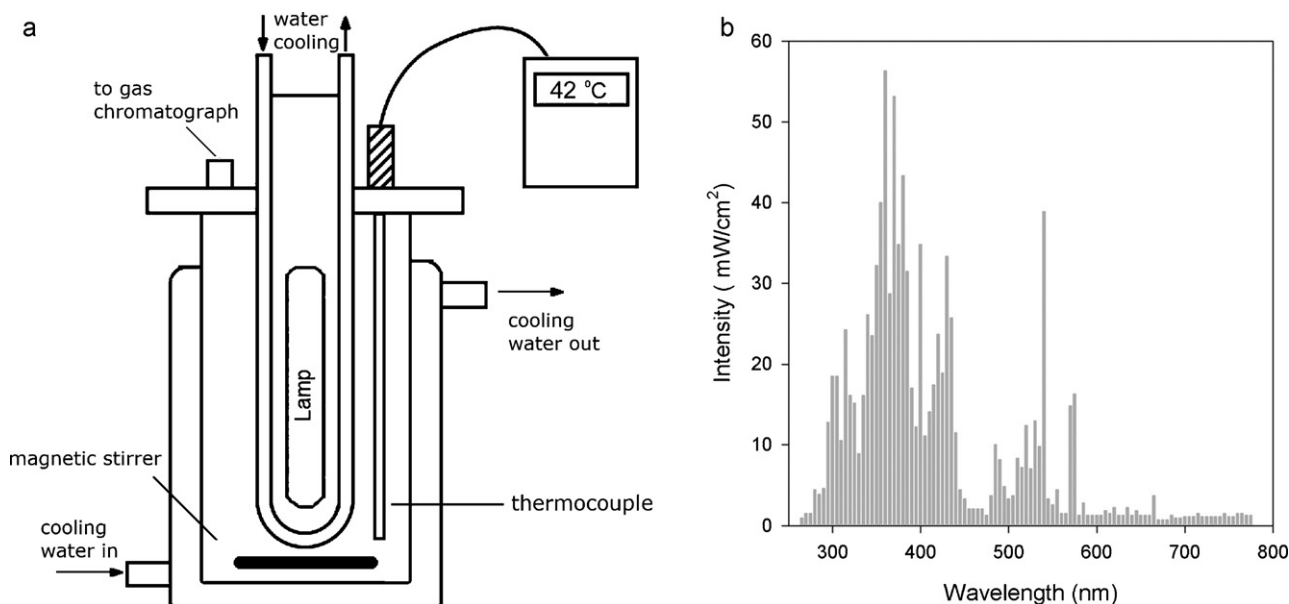 a
water
cooling
to gas
chromatograph
42 °C
Lamp
cooling
water out
magnetic stirrer
thermocouple
cooling
water in
b
60
50
40
30
20
10
0
Intensity ( mW/cm²)
300 400 500 600 700 800
Wavelength (nm)